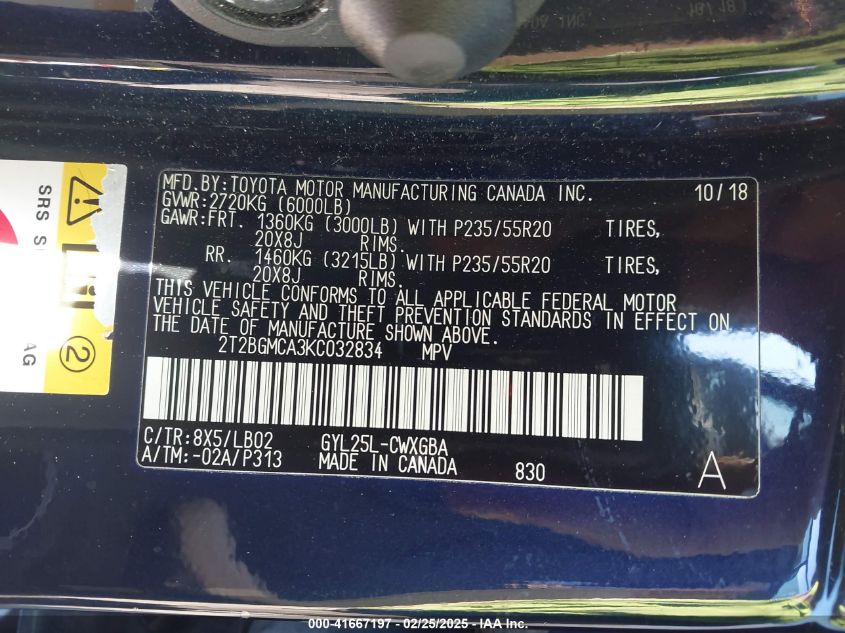 MFD.BY:TOYOTA MOTOR MANUFACTURING CANADA INC. 10/18
GVWR:2720KG (6000LB)
GAWR:FRT. 1360KG (3000LB) WITH P235/55R20 TIRES,
20X8J RIMS.
RR. 1460KG (3215LB) WITH P235/55R20 TIRES,
20X8J RIMS.
THIS VEHICLE CONFORMS TO ALL APPLICABLE FEDERAL MOTOR
VEHICLE SAFETY AND THEFT PREVENTION STANDARDS IN EFFECT ON
THE DATE OF MANUFACTURE SHOWN ABOVE.
2T2BGMCA3KC032834 MPV
C/TR:8X5/LB02 GYL25L-CWXGBA
A/TM:-02A/P313 MADE IN CANADA 830 A
SRS
AG
2
000-41667197 - 02/25/2025 - IAA Inc.